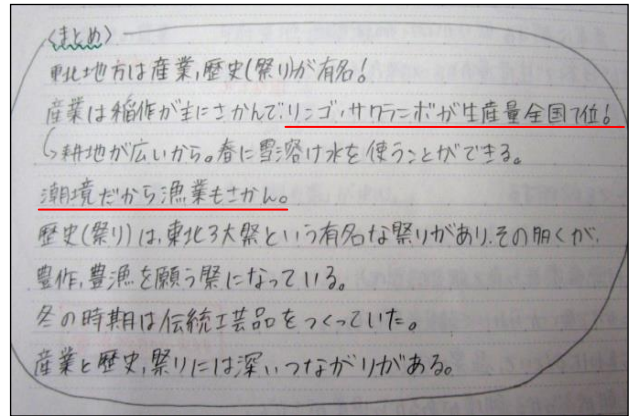 〈まとめ〉
東北地方は産業,歴史(祭り)が有名!
産業は稲作が主にさかんで,リンゴ,サクランボが生産量全国1位!
↳耕地が広いから。春に雪溶け水を使うことができる。
潮境だから漁業もさかん。
歴史(祭り)は,東北3大祭という有名な祭りがあり,その多くが,
豊作,豊漁を願う祭になっている。
冬の時期は伝統工芸品をつくっていた。
産業と歴史,祭りには深いつながりがある。